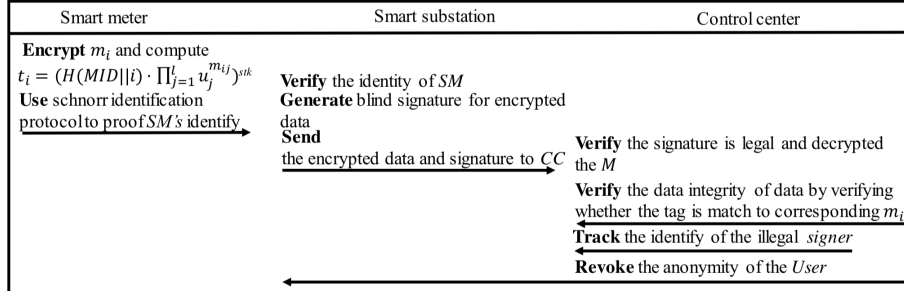 Smart meter
Smart substation
Control center
Encrypt m_i and compute
t_i = (H(MID||i) · ∏_{j=1}^{l} u_j^{m_{ij}})^{stk}
Use schnorr identification
protocol to proof SM's identify
Verify the identity of SM
Generate blind signature for encrypted
data
Send
the encrypted data and signature to CC
Verify the signature is legal and decrypted
the M
Verify the data integrity of data by verifying
whether the tag is match to corresponding m_i
Track the identify of the illegal signer
Revoke the anonymity of the User